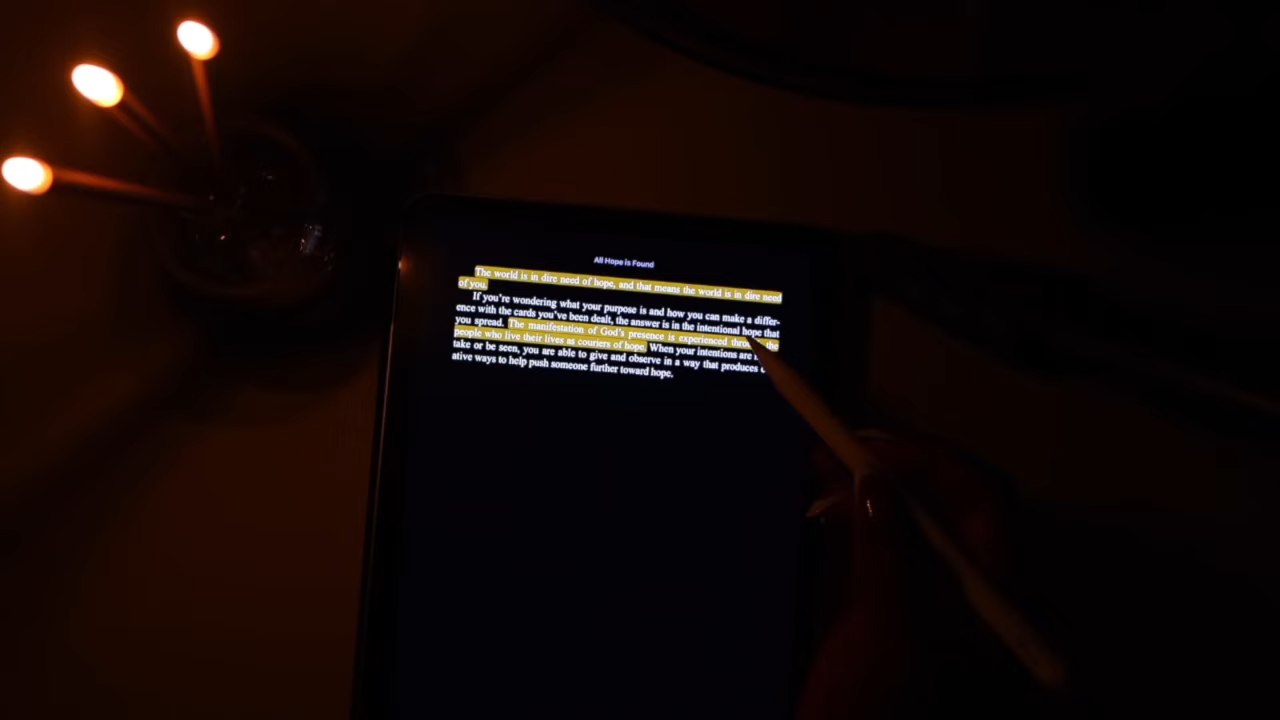 All Hope is Found
The world is in dire need of hope, and that means the world is in dire need
of you.
If you're wondering what your purpose is and how you can make a differ-
ence with the cards you've been dealt, the answer is in the intentional hope that
you spread. The manifestation of God's presence is experienced through the
people who live their lives as couriers of hope. When your intentions are
take or be seen, you are able to give and observe in a way that produces
ative ways to help push someone further toward hope.